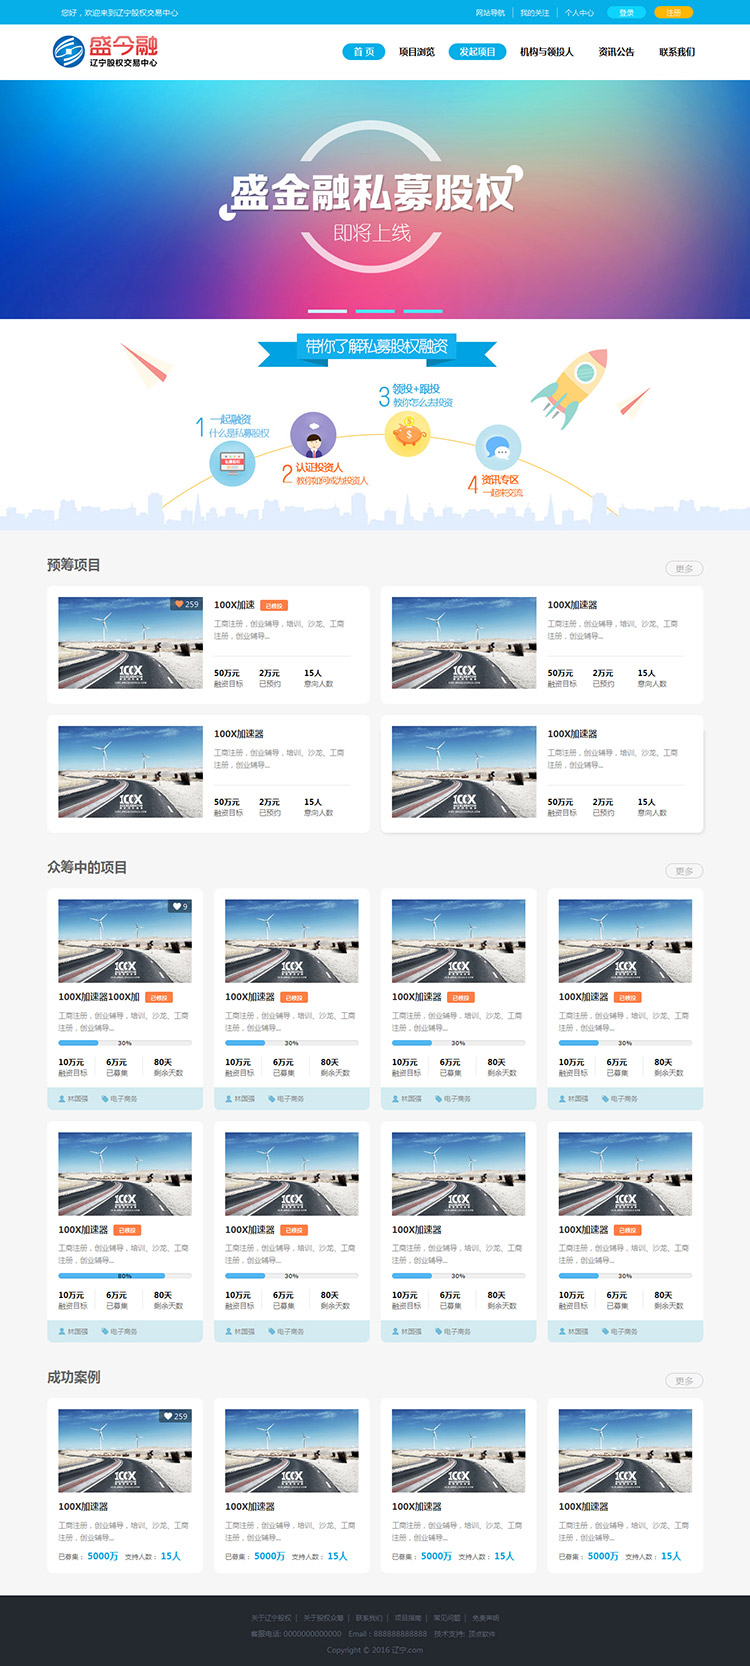 您好，欢迎来到辽宁股权交易中心
网站导航 | 我的关注 | 个人中心 登录 注册
盛今融
辽宁股权交易中心
首 页 项目浏览 发起项目 机构与领投人 资讯公告 联系我们
盛金融私募股权
即将上线
带你了解私募股权融资
1 一起融资
什么是私募股权
2 认证投资人
教你如何成为投资人
3 领投+跟投
教你怎么去投资
4 资讯专区
一起来交流
预筹项目 更多
259
100X加速 已领投
工商注册，创业辅导，培训、沙龙、工商
注册，创业辅导...
50万元 2万元 15人
融资目标 已预约 意向人数
100X加速器
工商注册，创业辅导，培训、沙龙、工商
注册，创业辅导...
50万元 2万元 15人
融资目标 已预约 意向人数
100X加速器
工商注册，创业辅导，培训、沙龙、工商
注册，创业辅导...
50万元 2万元 15人
融资目标 已预约 意向人数
100X加速器
工商注册，创业辅导，培训、沙龙、工商
注册，创业辅导...
50万元 2万元 15人
融资目标 已预约 意向人数
众筹中的项目 更多
9
100X加速器100X加 已领投
工商注册，创业辅导，培训、沙龙、工商
注册，创业辅导...
30%
10万元 6万元 80天
融资目标 已募集 剩余天数
林国强 电子商务
100X加速器 已领投
工商注册，创业辅导，培训、沙龙、工商
注册，创业辅导...
30%
10万元 6万元 80天
融资目标 已募集 剩余天数
林国强 电子商务
100X加速器 已领投
工商注册，创业辅导，培训、沙龙、工商
注册，创业辅导...
30%
10万元 6万元 80天
融资目标 已募集 剩余天数
林国强 电子商务
100X加速器 已领投
工商注册，创业辅导，培训、沙龙、工商
注册，创业辅导...
30%
10万元 6万元 80天
融资目标 已募集 剩余天数
林国强 电子商务
100X加速器 已领投
工商注册，创业辅导，培训、沙龙、工商
注册，创业辅导...
80%
10万元 6万元 80天
融资目标 已募集 剩余天数
林国强 电子商务
100X加速器 已领投
工商注册，创业辅导，培训、沙龙、工商
注册，创业辅导...
30%
10万元 6万元 80天
融资目标 已募集 剩余天数
林国强 电子商务
100X加速器
工商注册，创业辅导，培训、沙龙、工商
注册，创业辅导...
30%
10万元 6万元 80天
融资目标 已募集 剩余天数
林国强 电子商务
100X加速器 已领投
工商注册，创业辅导，培训、沙龙、工商
注册，创业辅导...
30%
10万元 6万元 80天
融资目标 已募集 剩余天数
林国强 电子商务
成功案例 更多
259
100X加速器
工商注册，创业辅导，培训、沙龙、工商
注册，创业辅导...
已募集： 5000万 支持人数： 15人
100X加速器
工商注册，创业辅导，培训、沙龙、工商
注册，创业辅导...
已募集： 5000万 支持人数： 15人
100X加速器
工商注册，创业辅导，培训、沙龙、工商
注册，创业辅导...
已募集： 5000万 支持人数： 15人
100X加速器
工商注册，创业辅导，培训、沙龙、工商
注册，创业辅导...
已募集： 5000万 支持人数： 15人
关于辽宁股权 | 关于股权众筹 | 联系我们 | 项目指南 | 常见问题 | 免责声明
客服电话: 0000000000000 Email：888888888888 技术支持: 顶点软件
Copyright © 2016 辽宁.com